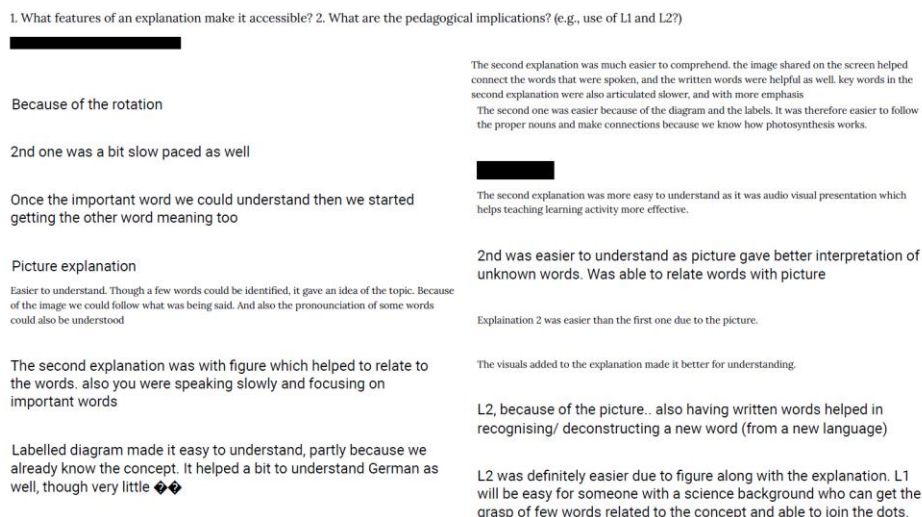 1. What features of an explanation make it accessible? 2. What are the pedagogical implications? (e.g., use of L1 and L2?)
Because of the rotation
2nd one was a bit slow paced as well
Once the important word we could understand then we started
getting the other word meaning too
Picture explanation
Easier to understand. Though a few words could be identified, it gave an idea of the topic. Because
of the image we could follow what was being said. And also the pronounciation of some words
could also be understood
The second explanation was with figure which helped to relate to
the words. also you were speaking slowly and focusing on
important words
Labelled diagram made it easy to understand, partly because we
already know the concept. It helped a bit to understand German as
well, though very little ��
The second explanation was much easier to comprehend. the image shared on the screen helped
connect the words that were spoken, and the written words were helpful as well. key words in the
second explanation were also articulated slower, and with more emphasis
The second one was easier because of the diagram and the labels. It was therefore easier to follow
the proper nouns and make connections because we know how photosynthesis works.
The second explanation was more easy to understand as it was audio visual presentation which
helps teaching learning activity more effective.
2nd was easier to understand as picture gave better interpretation of
unknown words. Was able to relate words with picture
Explaination 2 was easier than the first one due to the picture.
The visuals added to the explanation made it better for understanding.
L2, because of the picture.. also having written words helped in
recognising/ deconstructing a new word (from a new language)
L2 was definitely easier due to figure along with the explanation. L1
will be easy for someone with a science background who can get the
grasp of few words related to the concept and able to join the dots.